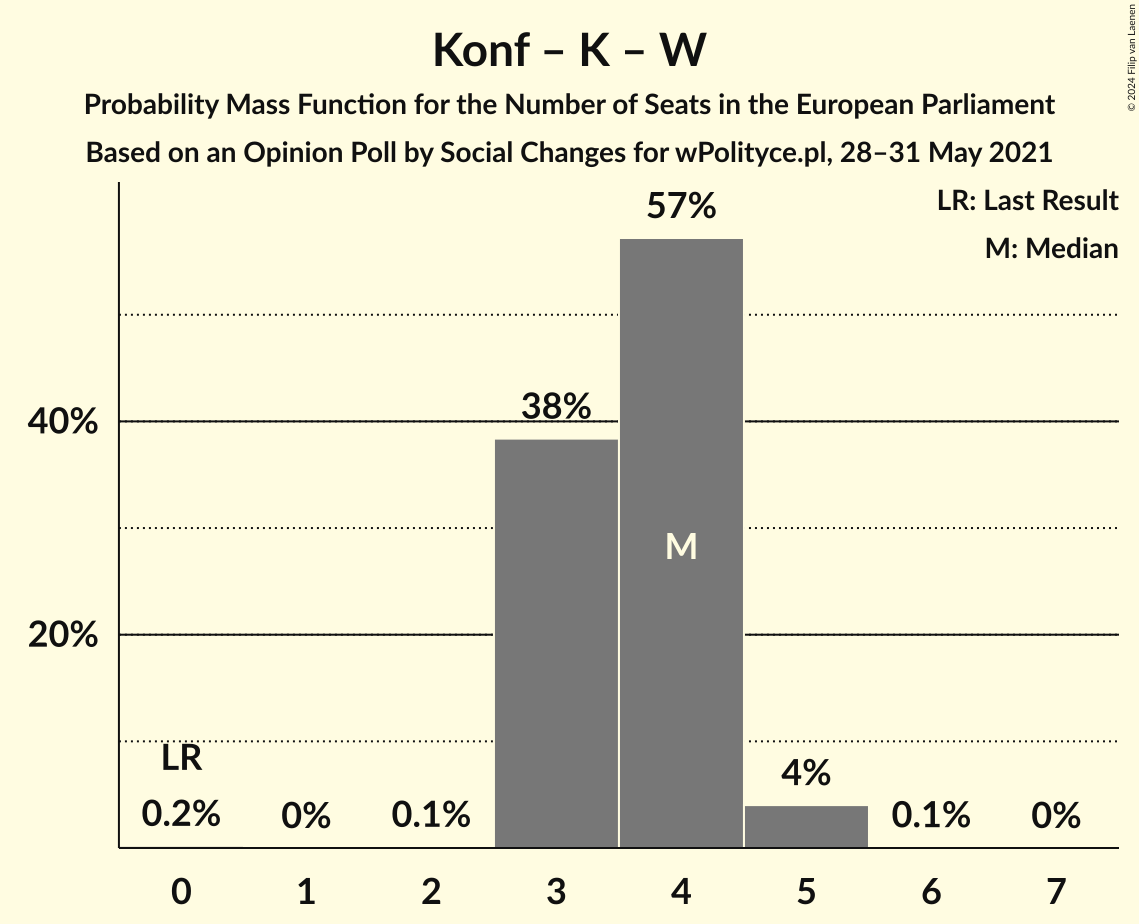 Konf – K – W
Probability Mass Function for the Number of Seats in the European Parliament
Based on an Opinion Poll by Social Changes for wPolityce.pl, 28–31 May 2021
© 2024 Filip van Laenen
LR: Last Result
M: Median
57%
38%
40%
M
20%
LR
4%
0.2%
0%
0.1%
0.1%
0%
0 1 2 3 4 5 6 7